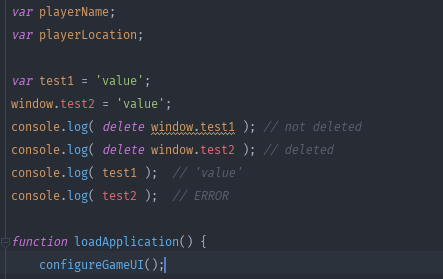 var playerName;
var playerLocation;
var test1 = 'value';
window.test2 = 'value';
console.log( delete window.test1 ); // not deleted
console.log( delete window.test2 ); // deleted
console.log( test1 );  // 'value'
console.log( test2 );  // ERROR
function loadApplication() {
    configureGameUI();